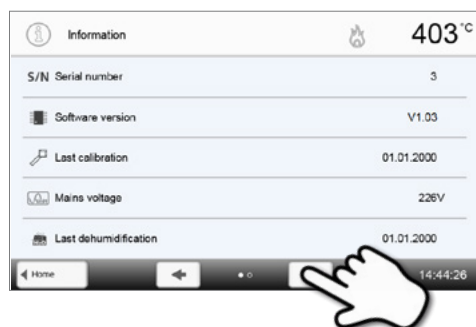 Information 403°C
S/N Serial number 3
Software version V1.03
Last calibration 01.01.2000
Mains voltage 226V
Last dehumidification 01.01.2000
Home 14:44:26